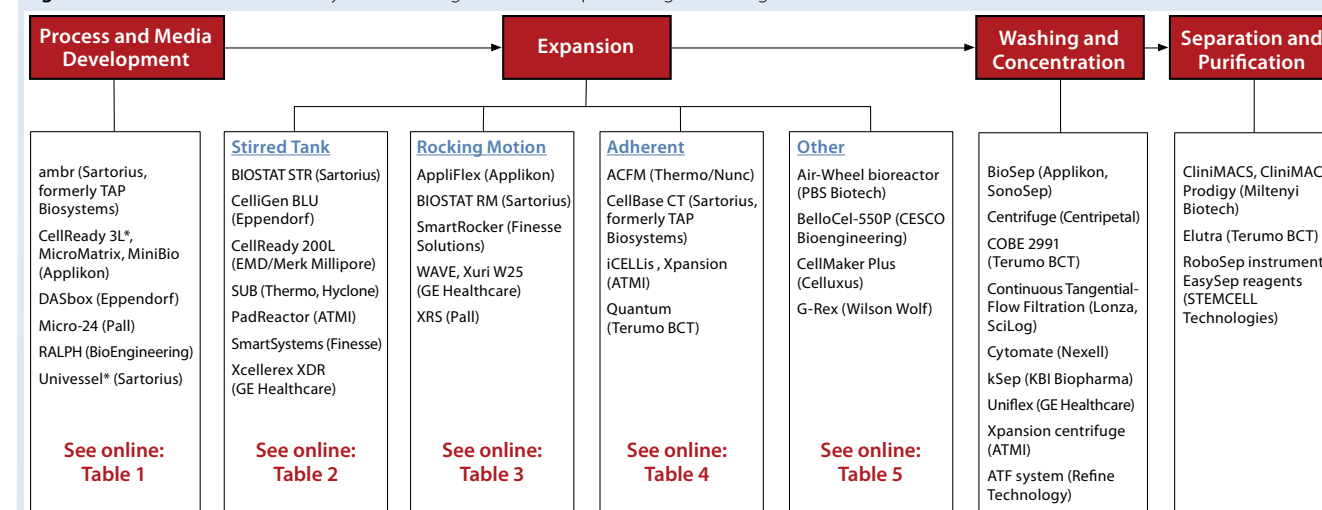 Process and Media
Development
Expansion
Washing and
Concentration
Separation and
Purification
ambr (Sartorius,
formerly TAP
Biosystems)
CellReady 3L*,
MicroMatrix, MiniBio
(Applikon)
DASbox (Eppendorf)
Micro-24 (Pall)
RALPH (BioEngineering)
Univessel* (Sartorius)
See online:
Table 1
Stirred Tank
BIOSTAT STR (Sartorius)
CelliGen BLU
(Eppendorf)
CellReady 200L
(EMD/Merk Millipore)
SUB (Thermo, Hyclone)
PadReactor (ATMI)
SmartSystems (Finesse)
Xcellerex XDR
(GE Healthcare)
See online:
Table 2
Rocking Motion
AppliFlex (Applikon)
BIOSTAT RM (Sartorius)
SmartRocker (Finesse
Solutions)
WAVE, Xuri W25
(GE Healthcare)
XRS (Pall)
See online:
Table 3
Adherent
ACFM (Thermo/Nunc)
CellBase CT (Sartorius,
formerly TAP
Biosystems)
iCELLis , Xpansion
(ATMI)
Quantum
(Terumo BCT)
See online:
Table 4
Other
Air-Wheel bioreactor
(PBS Biotech)
BelloCel-550P (CESCO
Bioengineering)
CellMaker Plus
(Celluxus)
G-Rex (Wilson Wolf)
See online:
Table 5
BioSep (Applikon,
SonoSep)
Centrifuge (Centripetal)
COBE 2991
(Terumo BCT)
Continuous Tangential-
Flow Filtration (Lonza,
SciLog)
Cytomate (Nexell)
kSep (KBI Biopharma)
Uniflex (GE Healthcare)
Xpansion centrifuge
(ATMI)
ATF system (Refine
Technology)
CliniMACS, CliniMAC
Prodigy (Miltenyi
Biotech)
Elutra (Terumo BCT)
RoboSep instrument
EasySep reagents
(STEMCELL
Technologies)